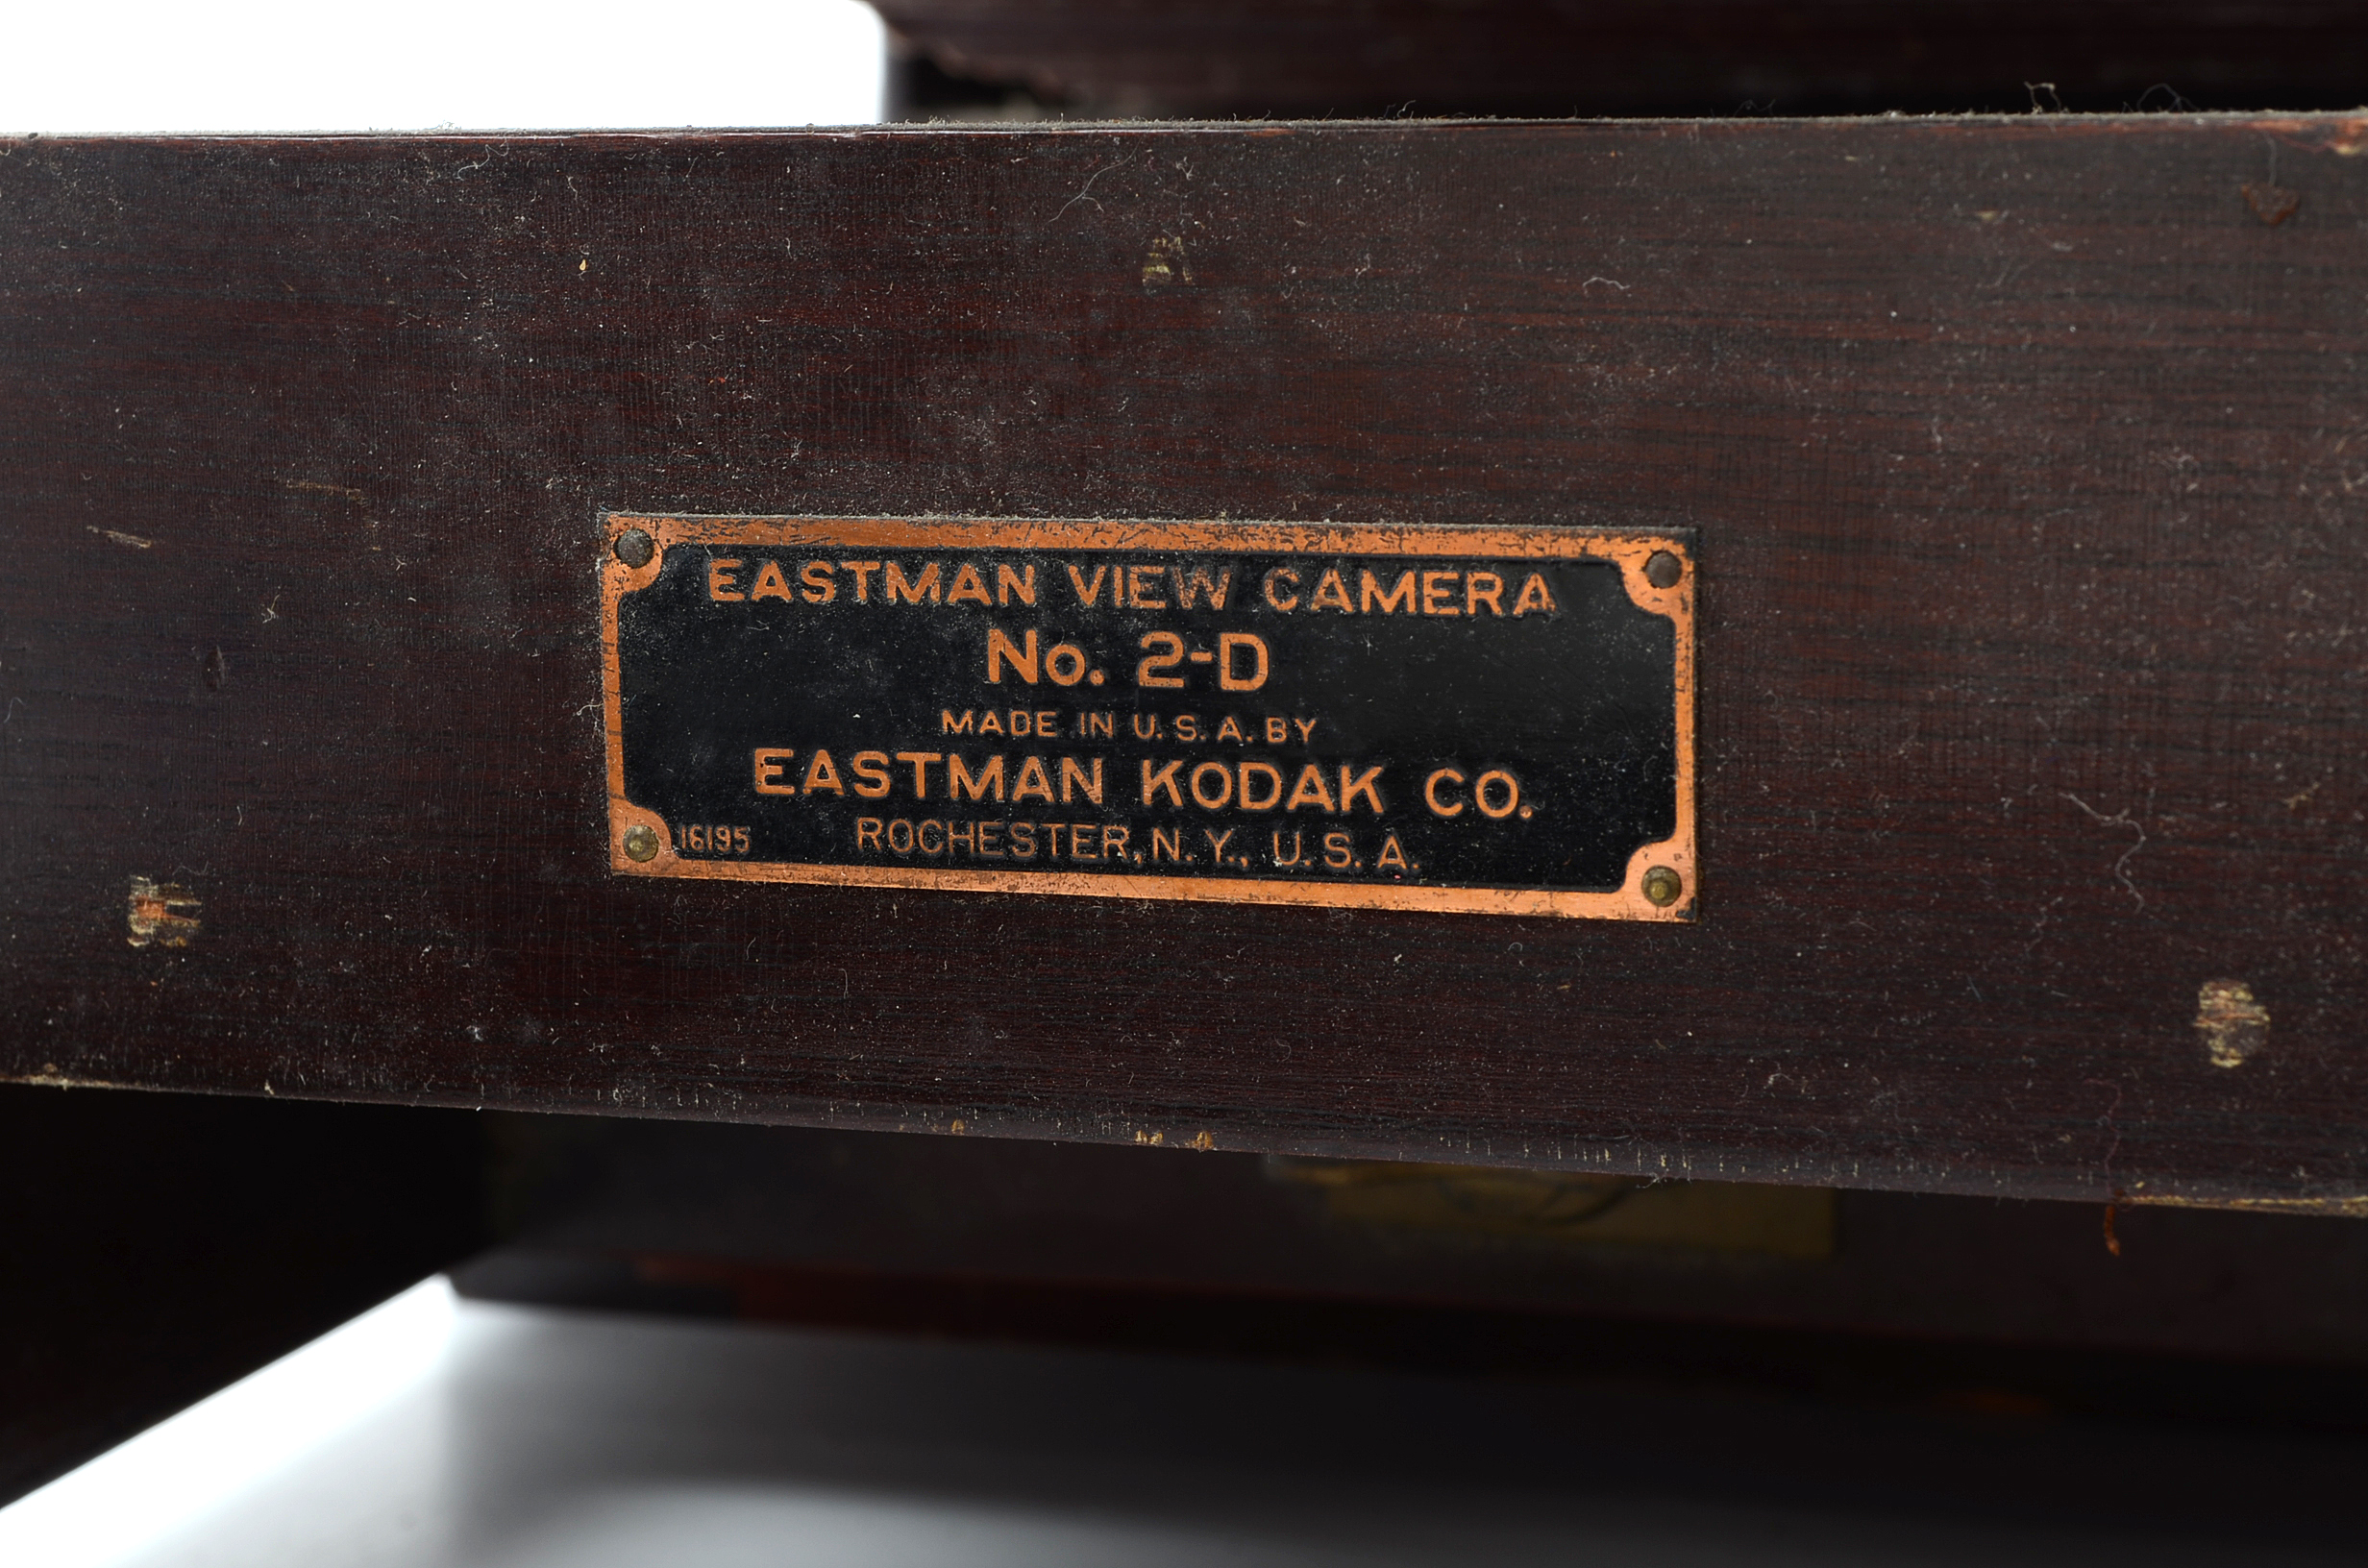 EASTMAN VIEW CAMERA
No. 2-D
MADE IN U.S.A. BY
EASTMAN KODAK CO.
16195 ROCHESTER, N.Y., U.S.A.